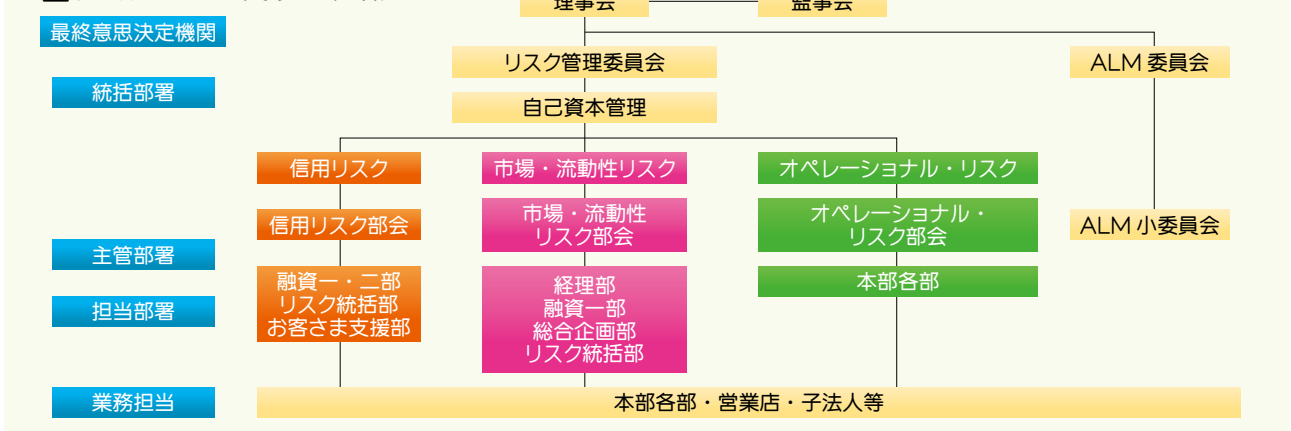 理事会
監事会
最終意思決定機関
リスク管理委員会
ALM 委員会
統括部署
自己資本管理
信用リスク
市場・流動性リスク
オペレーショナル・リスク
信用リスク部会
市場・流動性
リスク部会
オペレーショナル・
リスク部会
ALM 小委員会
主管部署
担当部署
融資一・二部
リスク統括部
お客さま支援部
経理部
融資一部
総合企画部
リスク統括部
本部各部
業務担当
本部各部・営業店・子法人等